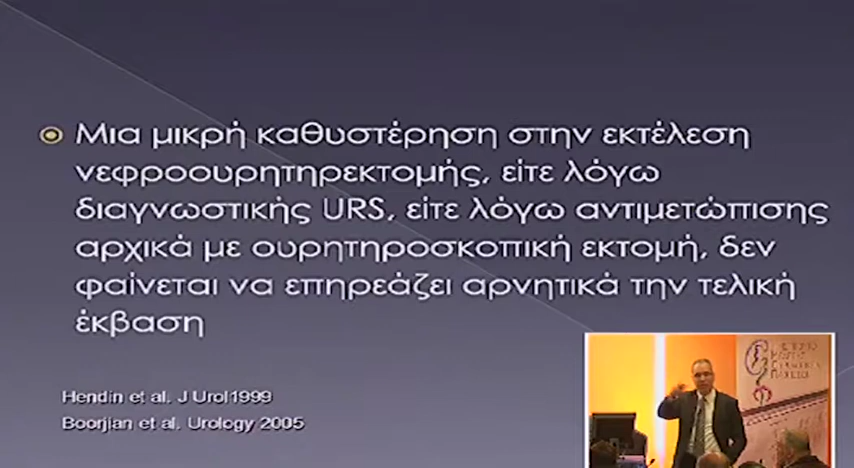 Μια μικρή καθυστέρηση στην εκτέλεση
νεφροουρητηρεκτομής, είτε λόγω
διαγνωστικής URS, είτε λόγω αντιμετώπισης
αρχικά με ουρητηροσκοπική εκτομή, δεν
φαίνεται να επηρεάζει αρνητικά την τελική
έκβαση
Hendin et al. J Urol1999
Boorjian et al. Urology 2005